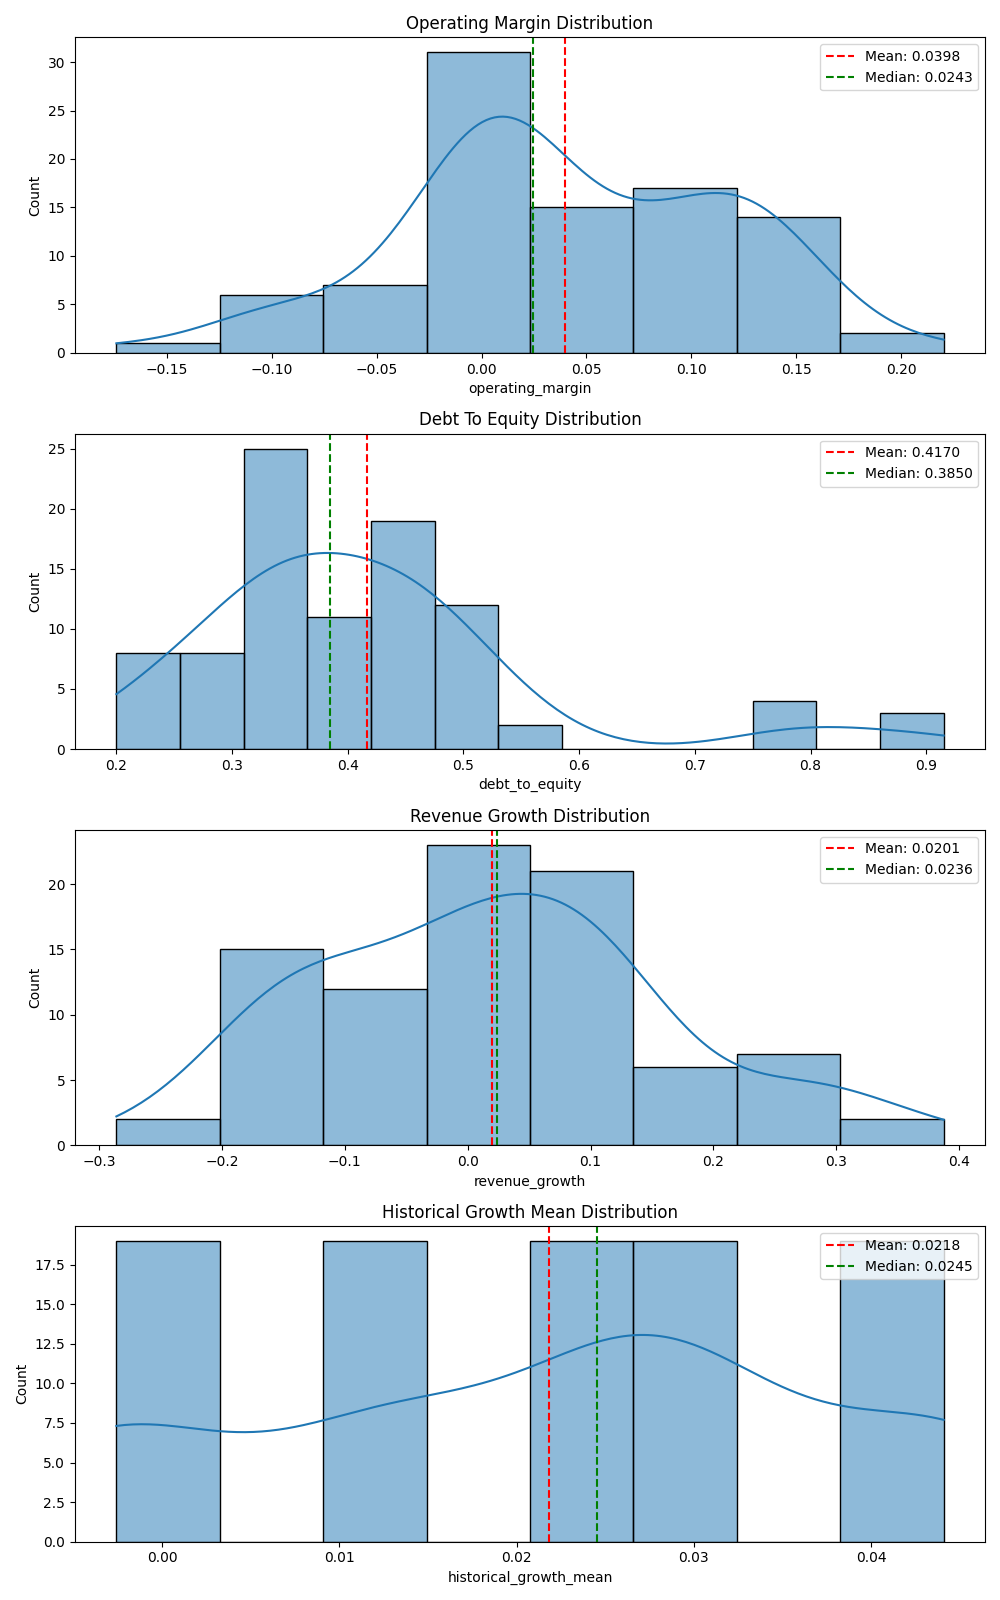 Operating Margin Distribution
Mean: 0.0398
Median: 0.0243
Count
30
25
20
15
10
5
0
−0.15 −0.10 −0.05 0.00 0.05 0.10 0.15 0.20
operating_margin
Debt To Equity Distribution
Mean: 0.4170
Median: 0.3850
Count
25
20
15
10
5
0
0.2 0.3 0.4 0.5 0.6 0.7 0.8 0.9
debt_to_equity
Revenue Growth Distribution
Mean: 0.0201
Median: 0.0236
Count
20
15
10
5
0
−0.3 −0.2 −0.1 0.0 0.1 0.2 0.3 0.4
revenue_growth
Historical Growth Mean Distribution
Mean: 0.0218
Median: 0.0245
Count
17.5
15.0
12.5
10.0
7.5
5.0
2.5
0.0
0.00 0.01 0.02 0.03 0.04
historical_growth_mean